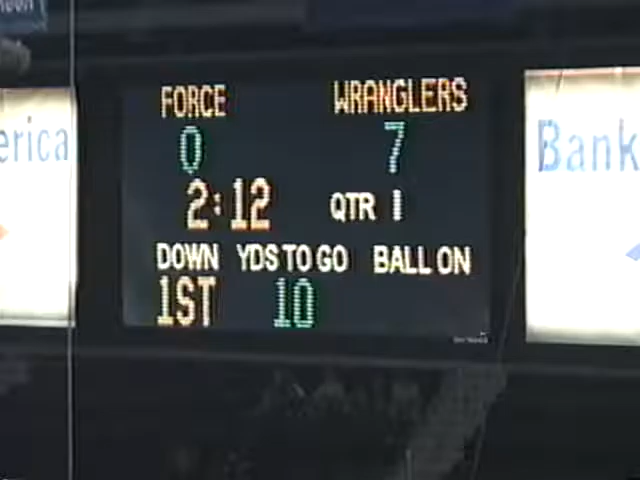 FORCE WRANGLERS
0 7
2:12 QTR 1
DOWN YDS TO GO BALL ON
1ST 10
erica
Bank